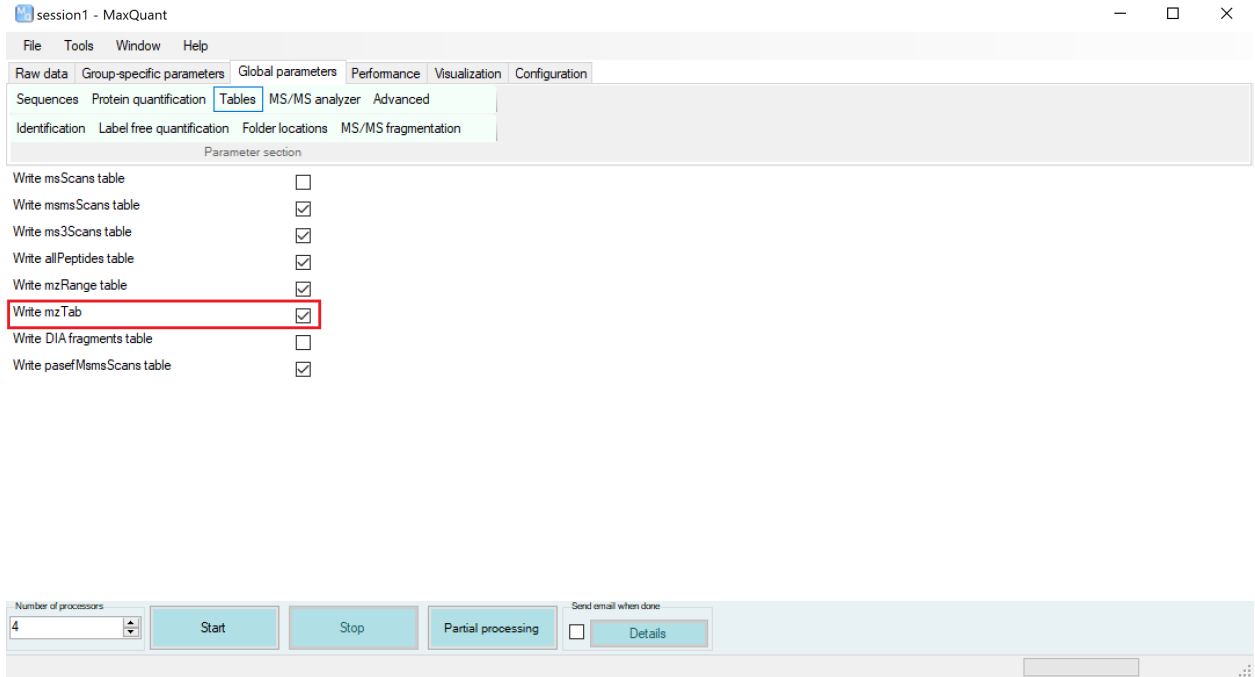 session1 - MaxQuant
File Tools Window Help
Raw data Group-specific parameters Global parameters Performance Visualization Configuration
Sequences Protein quantification Tables MS/MS analyzer Advanced
Identification Label free quantification Folder locations MS/MS fragmentation
Parameter section
Write msScans table
Write msmsScans table
Write ms3Scans table
Write allPeptides table
Write mzRange table
Write mzTab
Write DIA fragments table
Write pasefMsmsScans table
Number of processors
Send email when done
4
Start Stop Partial processing Details